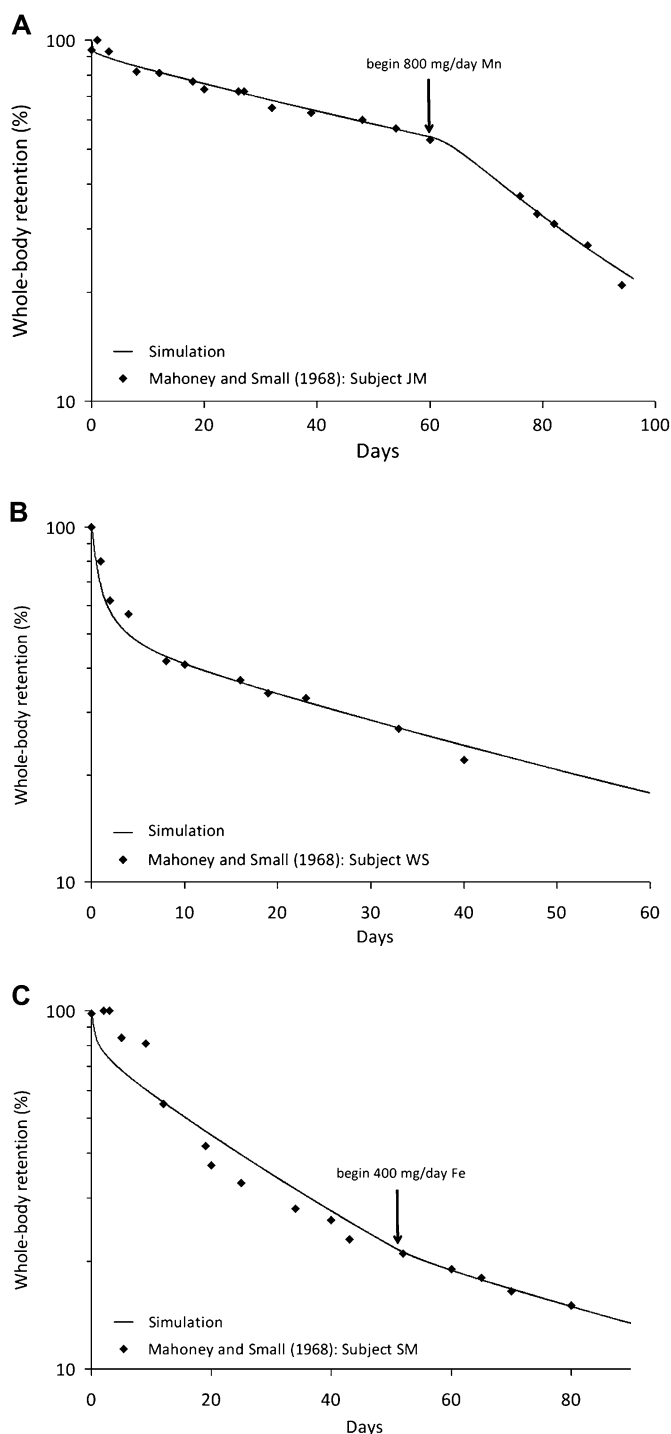 A
100
begin 800 mg/day Mn
Whole-body retention (%)
Simulation
Mahoney and Small (1968): Subject JM
10
0 20 40 60 80 100
Days
B
100
Whole-body retention (%)
Simulation
Mahoney and Small (1968): Subject WS
10
0 10 20 30 40 50 60
Days
C
100
begin 400 mg/day Fe
Whole-body retention (%)
Simulation
Mahoney and Small (1968): Subject SM
10
0 20 40 60 80
Days